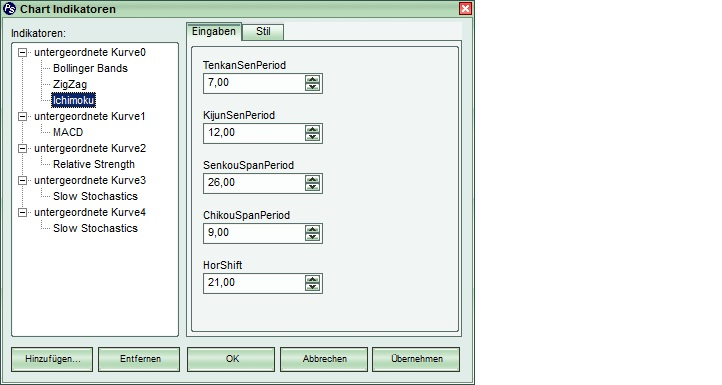 PS Chart Indikatoren
Indikatoren:
untergeordnete Kurve0
Bollinger Bands
ZigZag
Ichimoku
untergeordnete Kurve1
MACD
untergeordnete Kurve2
Relative Strength
untergeordnete Kurve3
Slow Stochastics
untergeordnete Kurve4
Slow Stochastics
Eingaben Stil
TenkanSenPeriod
7,00
KijunSenPeriod
12,00
SenkouSpanPeriod
26,00
ChikouSpanPeriod
9,00
HorShift
21,00
Hinzufügen... Entfernen OK Abbrechen Übernehmen